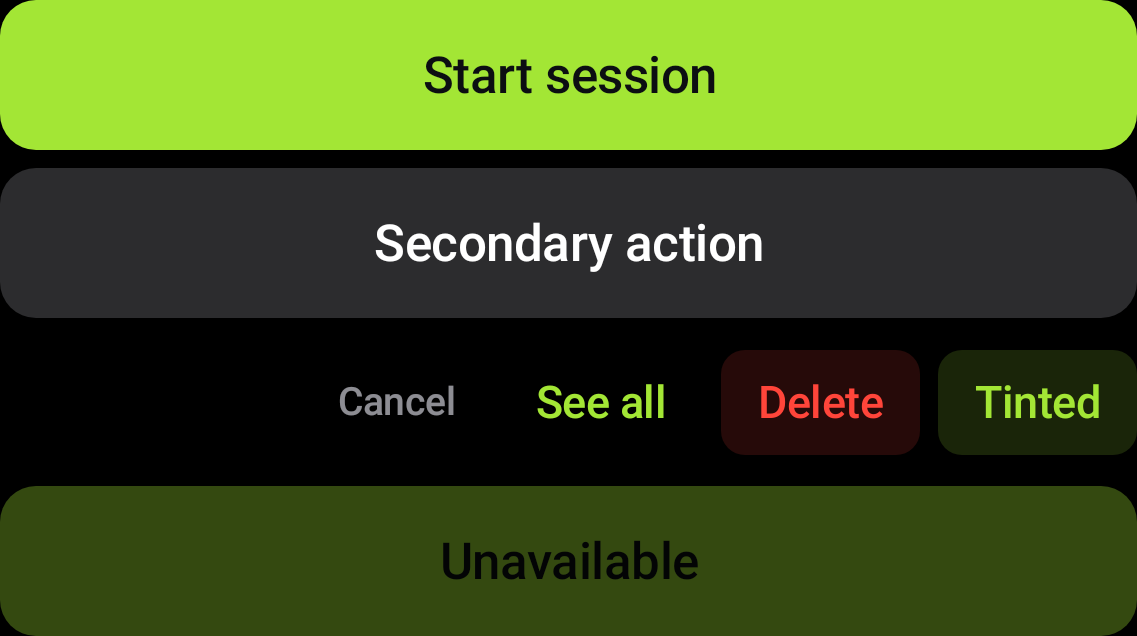 Start session
Secondary action
Cancel See all Delete Tinted
Unavailable